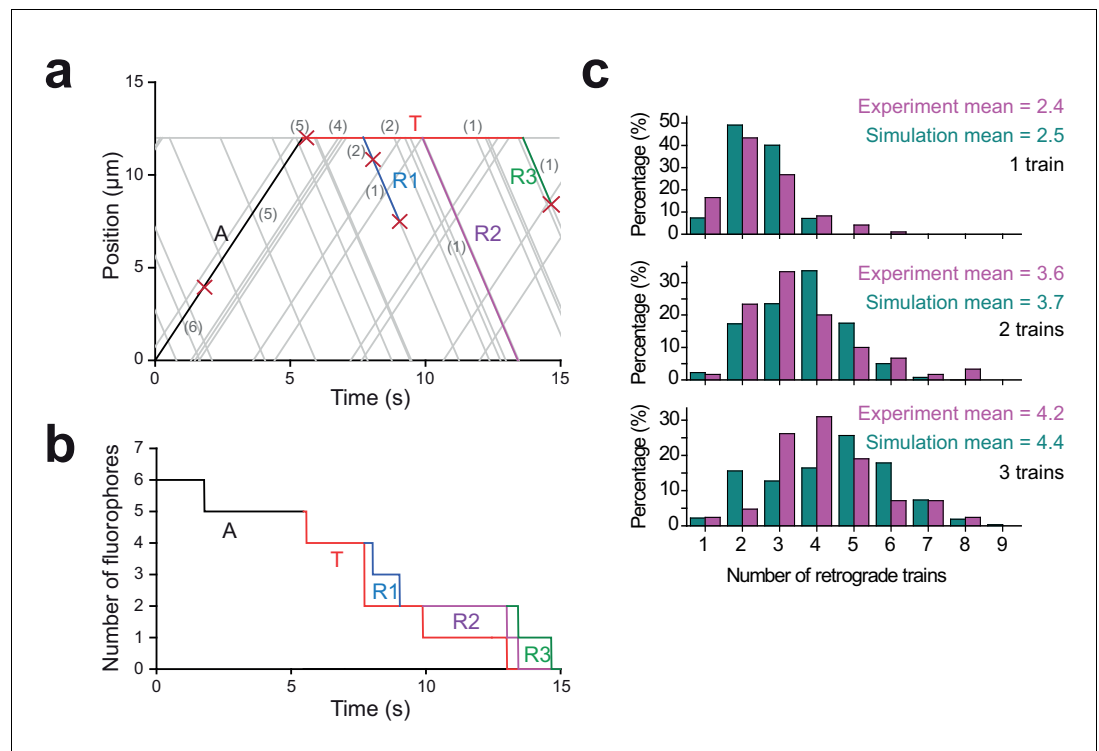 a
15
10
5
0
Position (µm)
0
5
10
15
Time (s)
(5)
(4)
(2)
T
(1)
(2)
(1)
R1
R3
(1)
A
(5)
R2
(1)
(6)
b
7
6
5
4
3
2
1
0
Number of fluorophores
A
T
R1
R2
R3
0
5
10
15
Time (s)
c
Experiment mean = 2.4
Simulation mean = 2.5
1 train
50
40
30
20
10
0
Percentage (%)
Experiment mean = 3.6
Simulation mean = 3.7
2 trains
30
20
10
0
Percentage (%)
Experiment mean = 4.2
Simulation mean = 4.4
3 trains
30
20
10
0
Percentage (%)
1 2 3 4 5 6 7 8 9
Number of retrograde trains